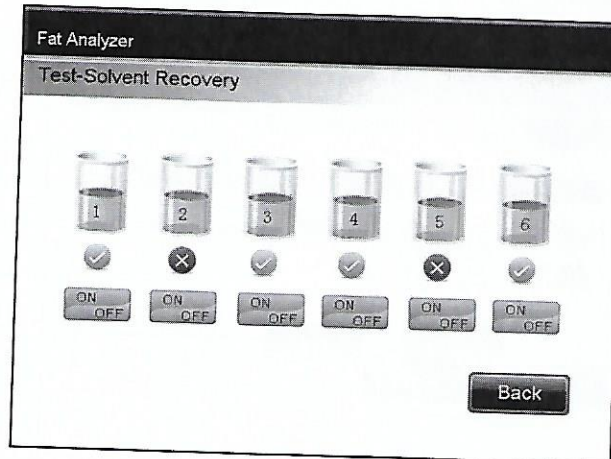 Fat Analyzer
Test-Solvent Recovery
1 2 3 4 5 6
ON OFF ON OFF ON OFF ON OFF ON OFF ON OFF
Back